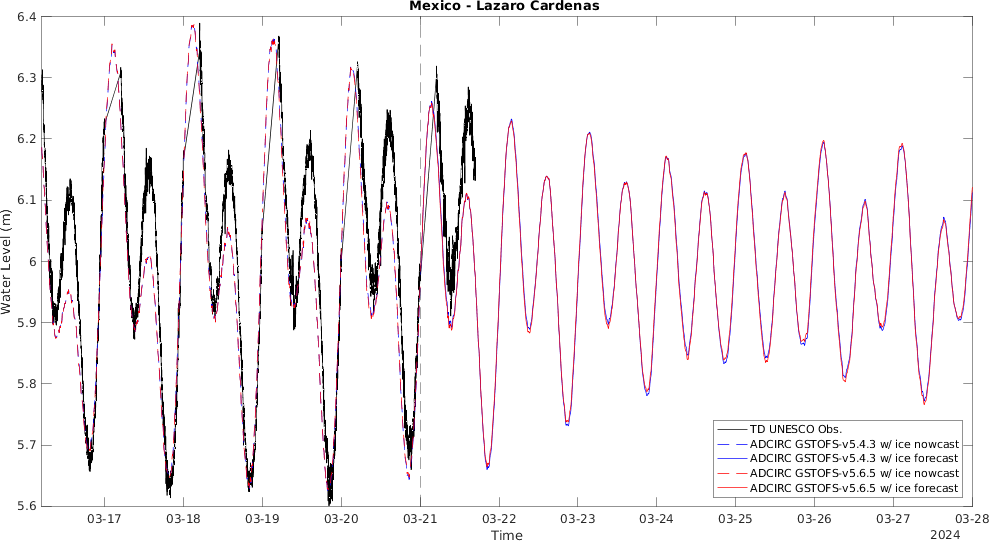 Mexico - Lazaro Cardenas
6.4
6.3
6.2
6.1
6
5.9
5.8
5.7
5.6
Water Level (m)
03-17
03-18
03-19
03-20
03-21
03-22
03-23
03-24
03-25
03-26
03-27
03-28
Time
2024
TD UNESCO Obs.
ADCIRC GSTOFS-v5.4.3 w/ ice nowcast
ADCIRC GSTOFS-v5.4.3 w/ ice forecast
ADCIRC GSTOFS-v5.6.5 w/ ice nowcast
ADCIRC GSTOFS-v5.6.5 w/ ice forecast